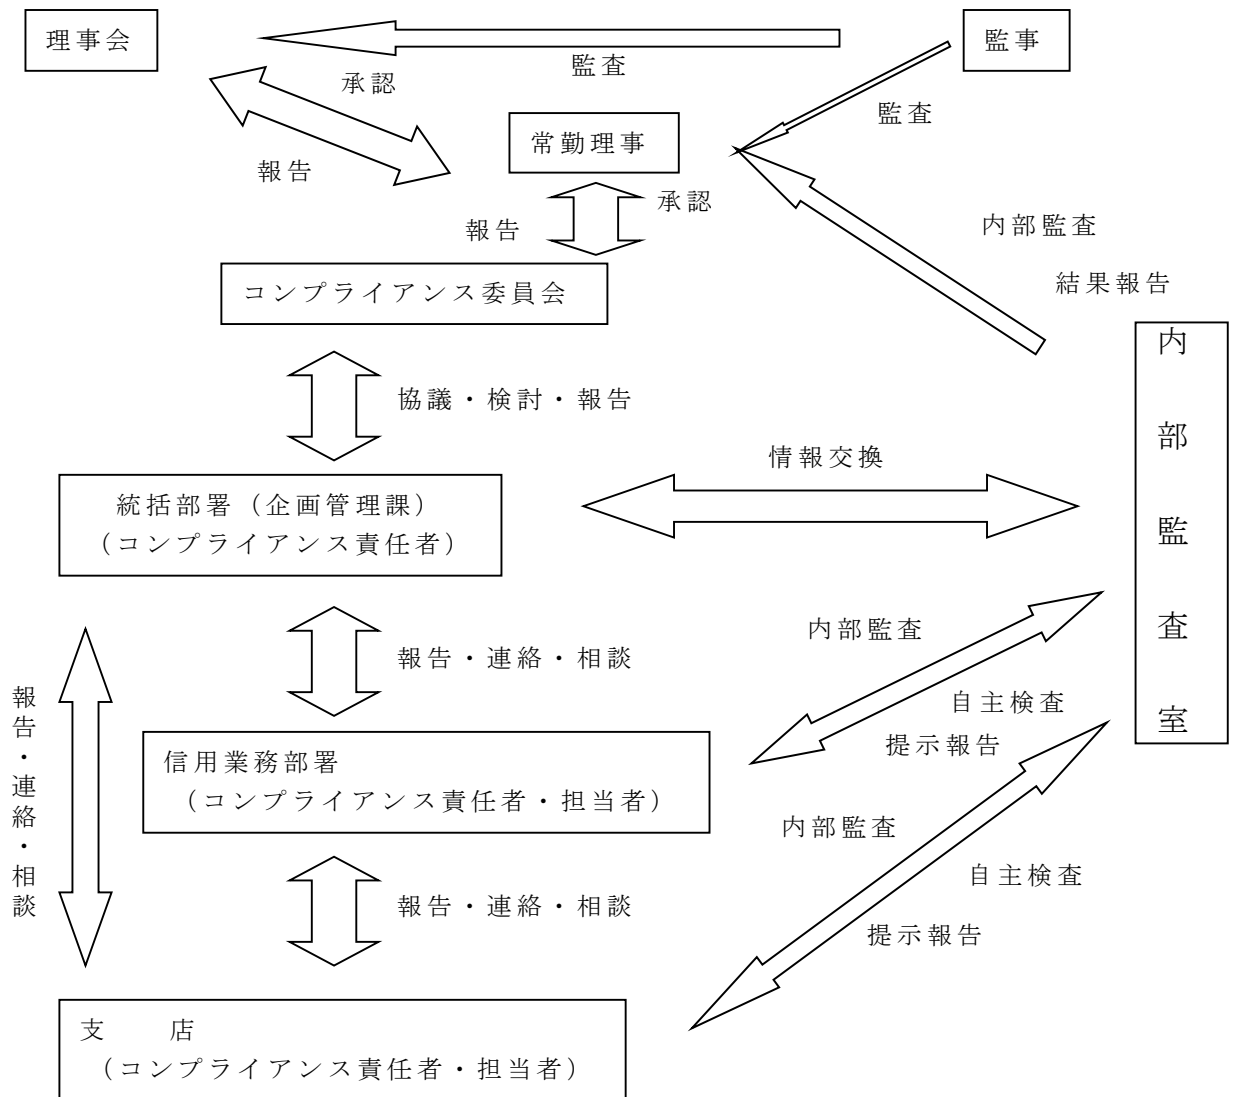 理事会
監事
監査
承認
監査
常勤理事
報告
承認
報告
内部監査
結果報告
コンプライアンス委員会
内部監査室
協議・検討・報告
情報交換
統括部署（企画管理課）
（コンプライアンス責任者）
内部監査
報告・連絡・相談
報告・連絡・相談
自主検査
提示報告
信用業務部署
（コンプライアンス責任者・担当者）
内部監査
自主検査
報告・連絡・相談
提示報告
支　　店
（コンプライアンス責任者・担当者）